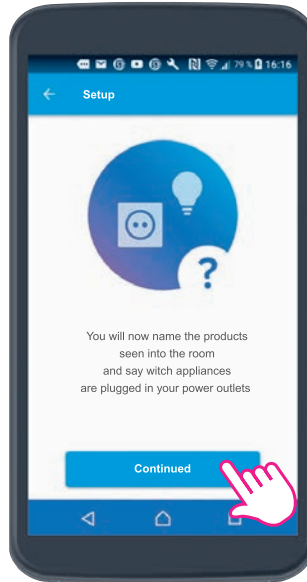 79 % 16:16
Setup
?
You will now name the products
seen into the room
and say witch appliances
are plugged in your power outlets
Continued